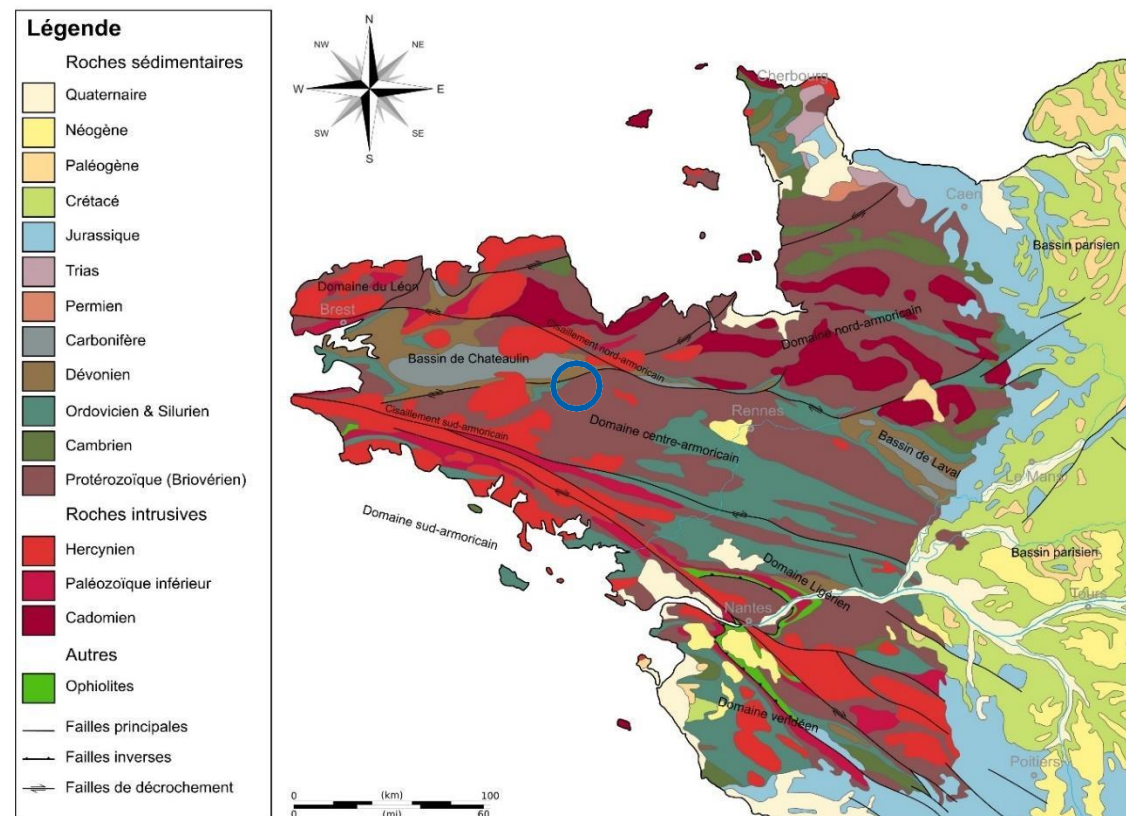 Légende
Roches sédimentaires
Quaternaire
Néogène
Paléogène
Crétacé
Jurassique
Trias
Permien
Carbonifère
Dévonien
Ordovicien & Silurien
Cambrien
Protérozoïque (Briovérien)
Roches intrusives
Hercynien
Paléozoïque inférieur
Cadomien
Autres
Ophiolites
Failles principales
Failles inverses
Failles de décrochement
N
NW
NE
W
E
SW
SE
S
Cherbourg
Caen
Bassin parisien
Domaine du Léon
Brest
Cisaillement nord-armoricain
Domaine nord-armoricain
Bassin de Chateaulin
Cisaillement sud-armoricain
Domaine centre-armoricain
Rennes
Bassin de Laval
Le Mans
Domaine sud-armoricain
Bassin parisien
Domaine Ligérien
Tours
Nantes
Domaine vendéen
Poitiers
0 (km) 100
0 (mi) 60